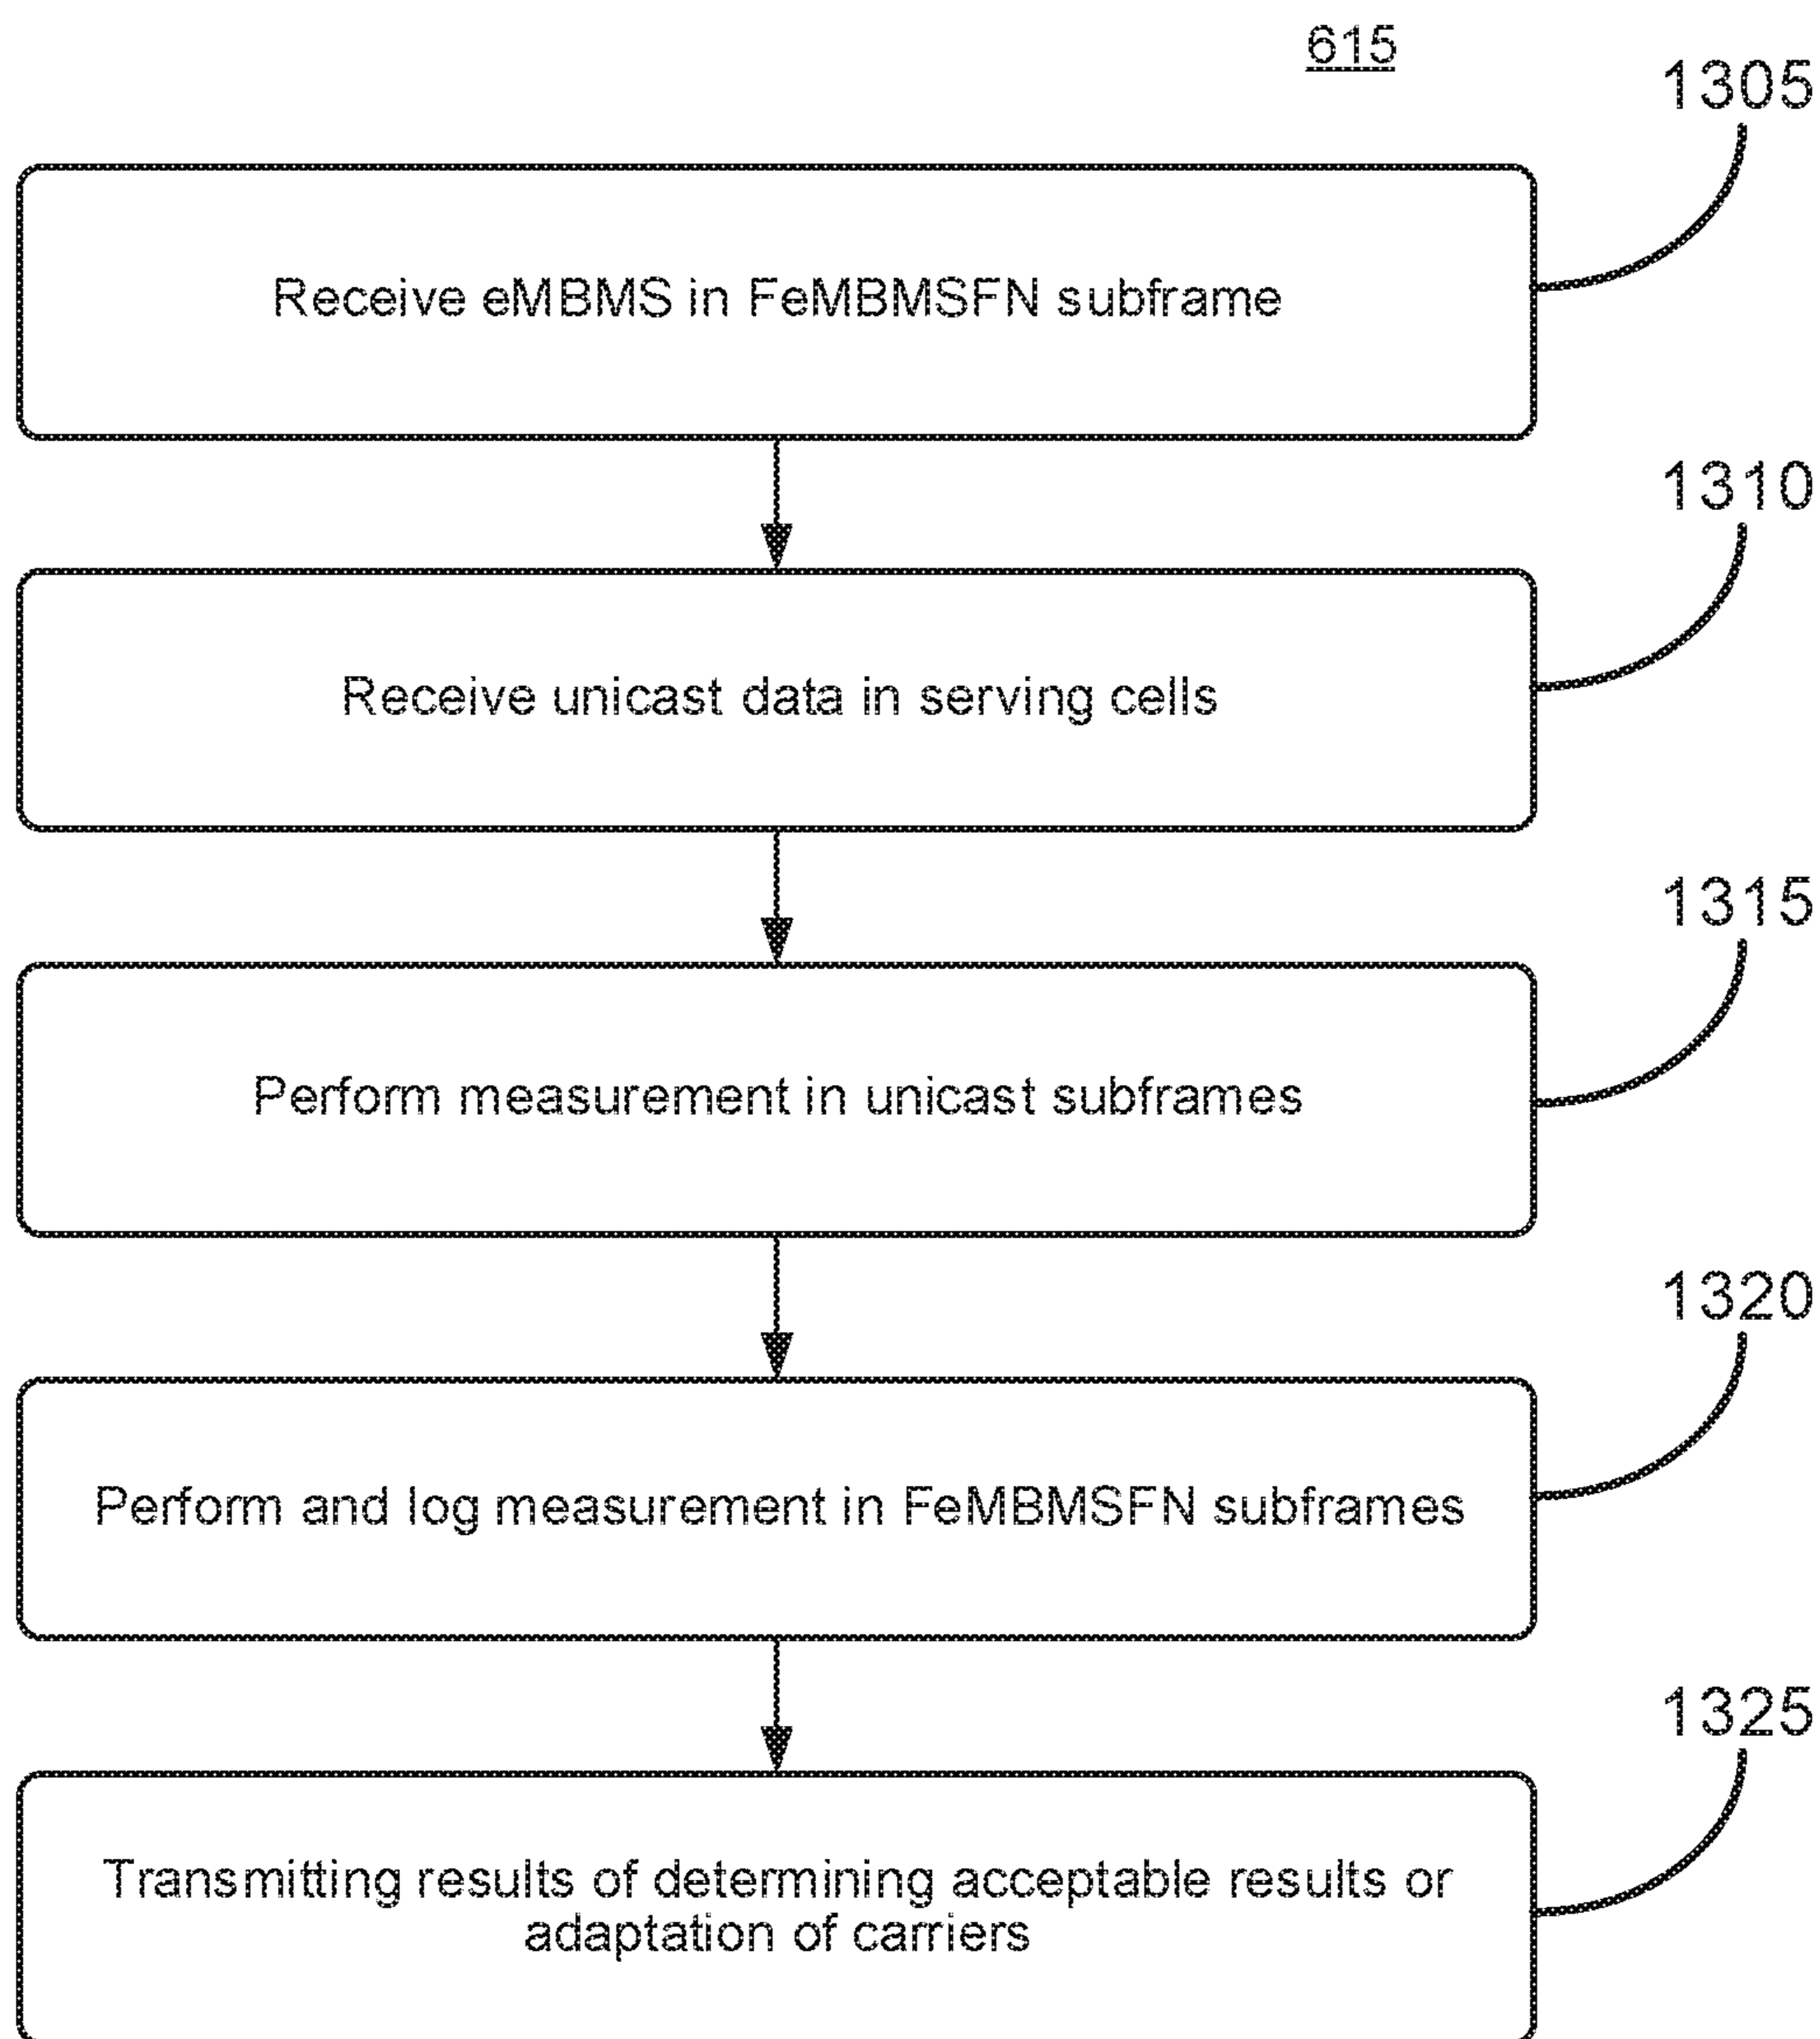 615
1305
Receive eMBMS in FeMBMSFN subframe
1310
Receive unicast data in serving cells
1315
Perform measurement in unicast subframes
1320
Perform and log measurement in FeMBMSFN subframes
1325
Transmitting results of determining acceptable results or
adaptation of carriers